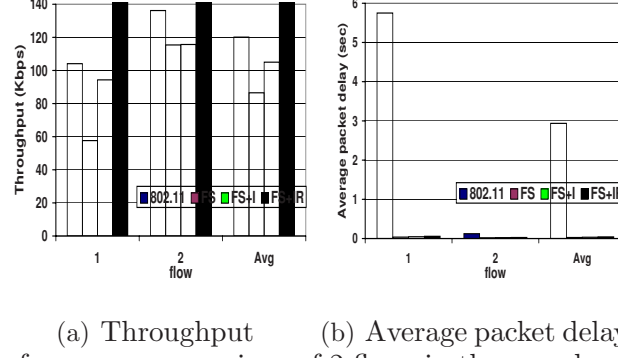 Throughput (Kbps)
140
120
100
80
60
40
20
0
802.11 FS FS+I FS+IR
1 2 Avg
flow
Average packet delay (sec)
6
5
4
3
2
1
0
802.11 FS FS+I
1 2 Avg
flow
(a) Throughput (b) Average packet delay
of 2 flows in the